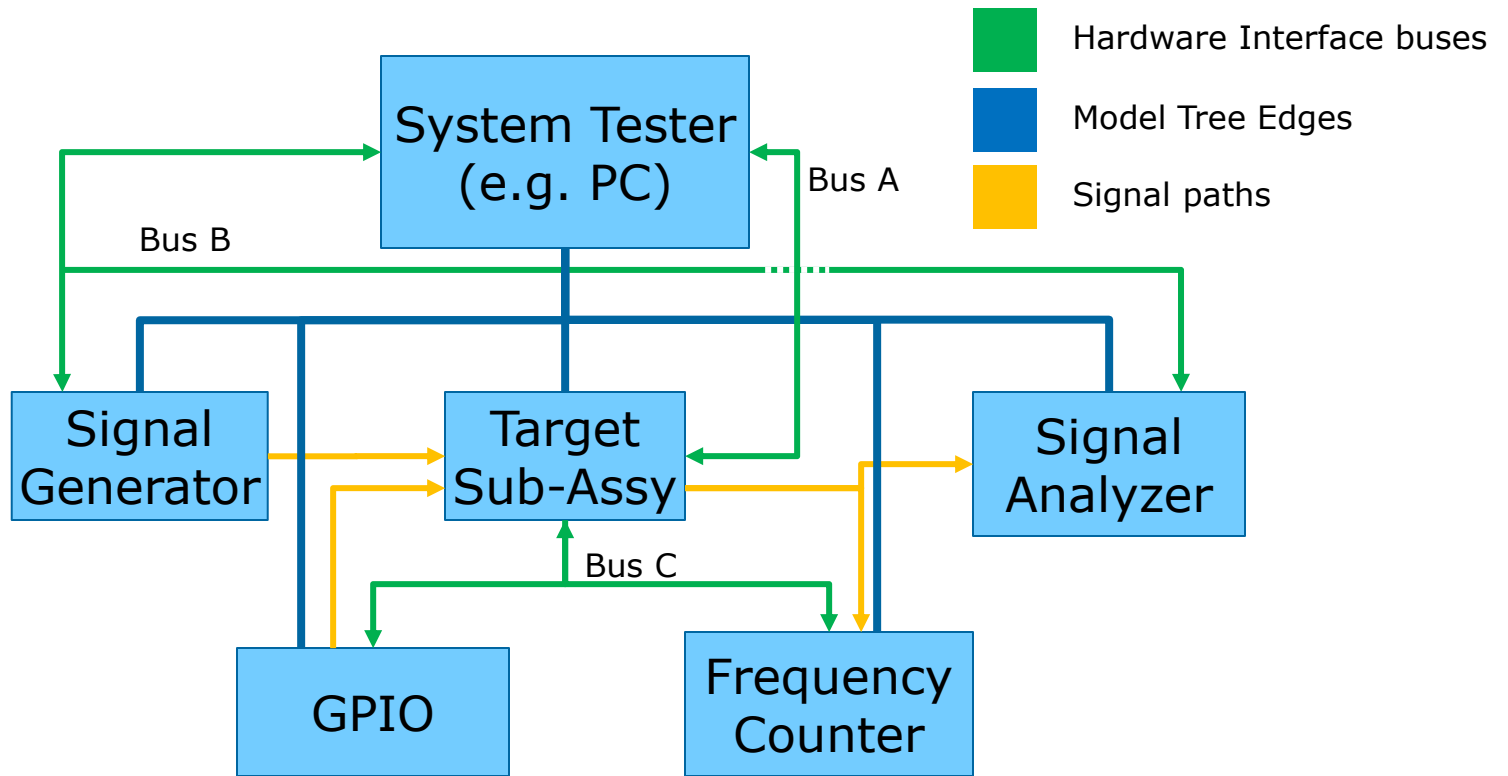 Hardware Interface buses
Model Tree Edges
Signal paths
System Tester
(e.g. PC)
Bus A
Bus B
Signal
Generator
Target
Sub-Assy
Signal
Analyzer
Bus C
GPIO
Frequency
Counter